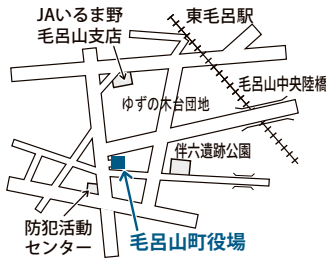 JAいるま野
毛呂山支店
東毛呂駅
毛呂山中央陸橋
ゆずの木台団地
伴六遺跡公園
防犯活動
センター
毛呂山町役場